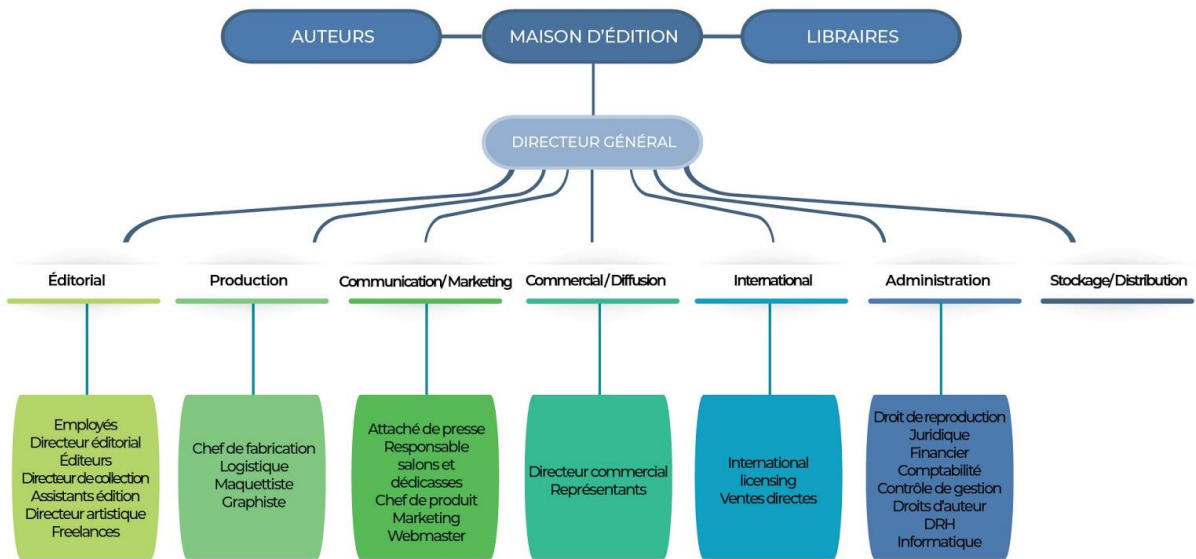 AUTEURS
MAISON D'ÉDITION
LIBRAIRES
DIRECTEUR GÉNÉRAL
Éditorial
Production
Communication/ Marketing
Commercial / Diffusion
International
Administration
Stockage/ Distribution
Employés
Directeur éditorial
Éditeurs
Directeur de collection
Assistants édition
Directeur artistique
Freelances
Chef de fabrication
Logistique
Maquettiste
Graphiste
Attaché de presse
Responsable
salons et
dédicasses
Chef de produit
Marketing
Webmaster
Directeur commercial
Représentants
International
licensing
Ventes directes
Droit de reproduction
Juridique
Financier
Comptabilité
Contrôle de gestion
Droits d'auteur
DRH
Informatique